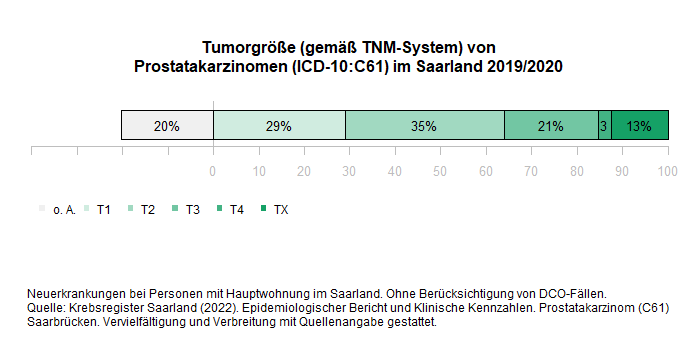 Tumorgröße (gemäß TNM-System) von
Prostatakarzinomen (ICD-10:C61) im Saarland 2019/2020
20% 29% 35% 21% 3 13%
0 10 20 30 40 50 60 70 80 90 100
o. A. T1 T2 T3 T4 TX
Neuerkrankungen bei Personen mit Hauptwohnung im Saarland. Ohne Berücksichtigung von DCO-Fällen.
Quelle: Krebsregister Saarland (2022). Epidemiologischer Bericht und Klinische Kennzahlen. Prostatakarzinom (C61)
Saarbrücken. Vervielfältigung und Verbreitung mit Quellenangabe gestattet.